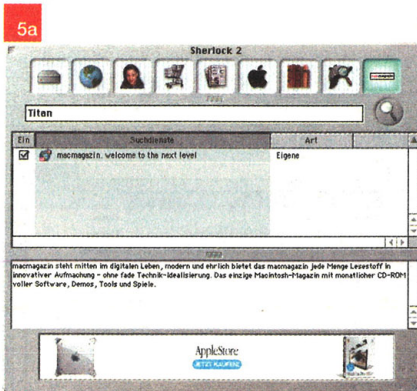 5a
Sherlock 2
Titan
Ein Suchdienste Art
macmagazin. welcome to the next level Eigene
macmagazin steht mitten im digitalen Leben, modern und ehrlich bietet das macmagazin jede Menge Lesestoff in
innovativer Aufmachung - ohne fade Technik-Idealisierung. Das einzige Macintosh-Magazin mit monatlicher CD-ROM
voller Software, Demos, Tools und Spiele.
AppleStore
JETZT KAUFEN!